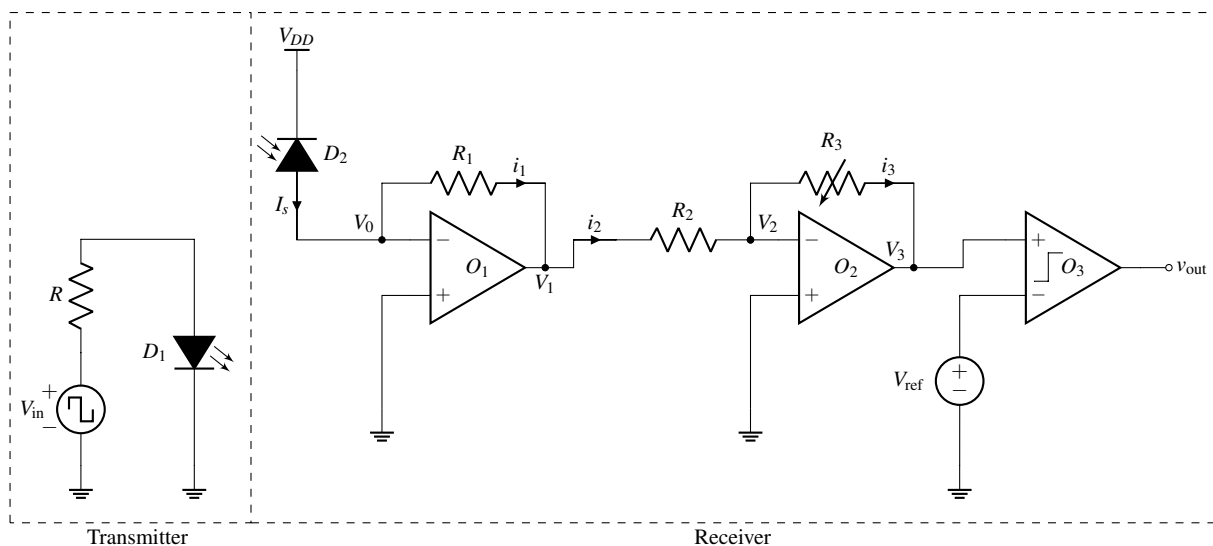 V_DD
D_2
I_s
V_0
R_1
i_1
O_1
V_1
i_2
R_2
V_2
R_3
i_3
O_2
V_3
O_3
v_out
V_ref
R
D_1
V_in
Transmitter
Receiver